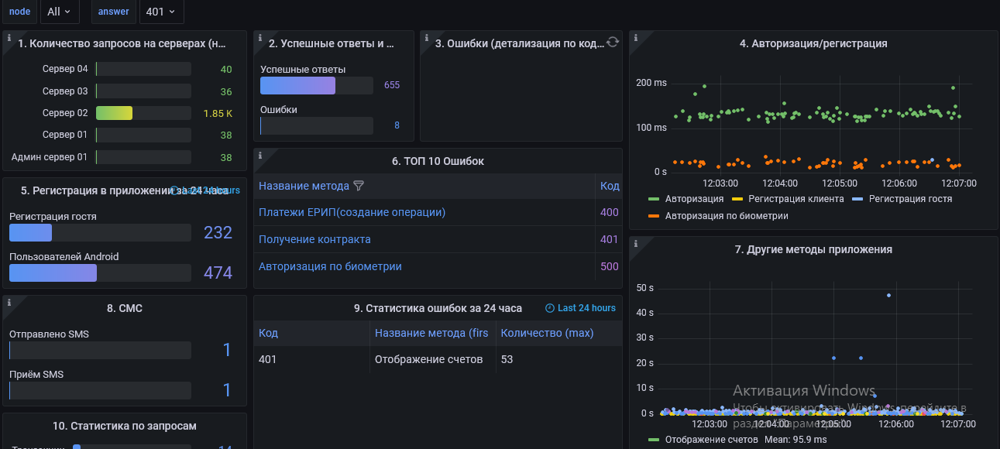 node All answer 401
1. Количество запросов на серверах (н...
Сервер 04 40
Сервер 03 36
Сервер 02 1.85 K
Сервер 01 38
Админ сервер 01 38
2. Успешные ответы и ...
Успешные ответы
655
Ошибки
8
3. Ошибки (детализация по код...
4. Авторизация/регистрация
200 ms
100 ms
0 s
12:03:00 12:04:00 12:05:00 12:06:00 12:07:00
Авторизация Регистрация клиента Регистрация гостя
Авторизация по биометрии
5. Регистрация в приложении за 24 часа
Last 24 hours
Регистрация гостя
232
Пользователей Android
474
6. ТОП 10 Ошибок
Название метода Код
Платежи ЕРИП(создание операции) 400
Получение контракта 401
Авторизация по биометрии 500
7. Другие методы приложения
50 s
40 s
30 s
20 s
10 s
0 s
12:03:00 12:04:00 12:05:00 12:06:00 12:07:00
Отображение счетов Mean: 95.9 ms
Активация Windows
Чтобы активировать Windows, перейдите в
раздел "Параметры".
8. СМС
Отправлено SMS
1
Приём SMS
1
9. Статистика ошибок за 24 часа Last 24 hours
Код Название метода (firs Количество (max)
401 Отображение счетов 53
10. Статистика по запросам
14